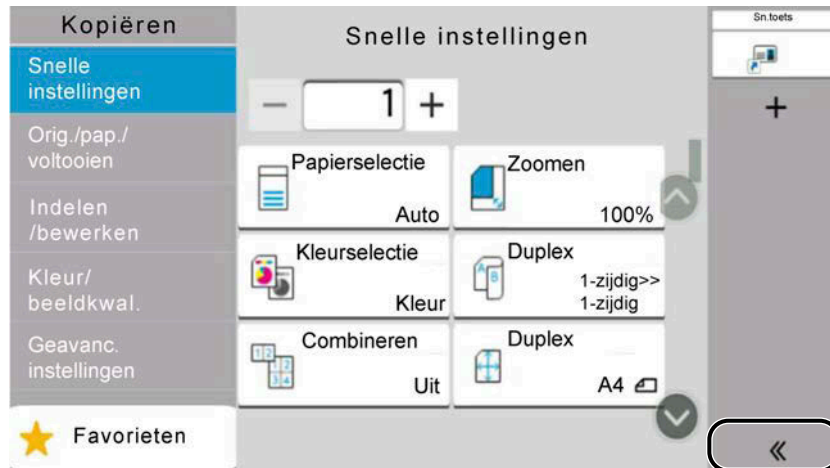 Kopiëren
Snelle
instellingen
Orig./pap./
voltooien
Indelen
/bewerken
Kleur/
beeldkwal.
Geavanc.
instellingen
Favorieten
Snelle instellingen
− 1 +
Papierselectie
Auto
Zoomen
100%
Kleurselectie
Kleur
Duplex
1-zijdig>>
1-zijdig
Combineren
Uit
Duplex
A4
Sn.toets
+
«